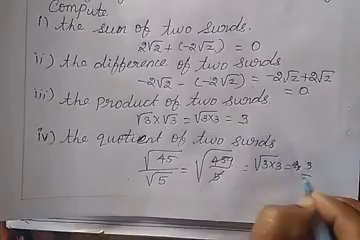 Compute
i) the sum of two surds.
2√2 + (-2√2) = 0
ii) the difference of two surds
-2√2 - (-2√2) = -2√2 + 2√2
= 0
iii) the product of two surds.
√3 × √3 = √3×3 = 3
iv) the quotient of two surds
√45/√5 = √45/5 = √3×3 = 3